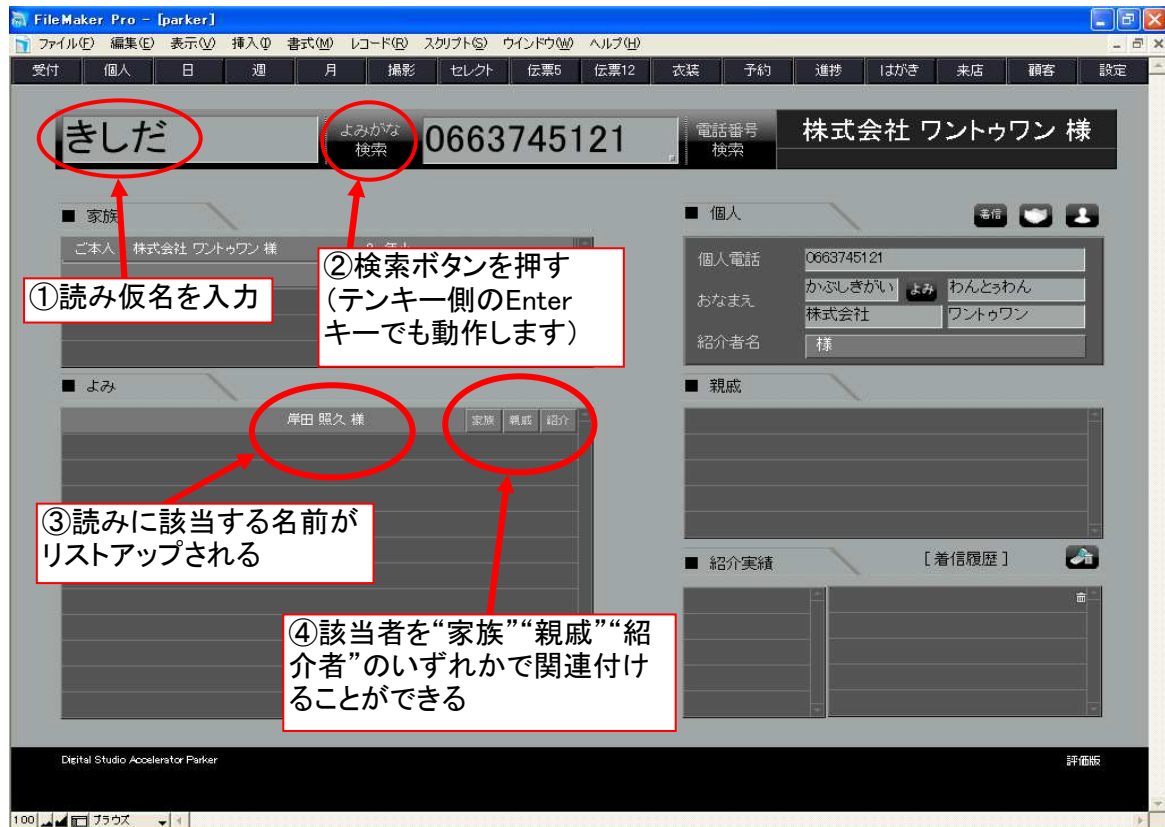 FileMaker Pro - [parker]
ファイル(F) 編集(E) 表示(V) 挿入(I) 書式(M) レコード(R) スクリプト(S) ウインドウ(W) ヘルプ(H)
受付 個人 日 週 月 撮影 セレクト 伝票5 伝票12 衣装 予約 進捗 はがき 来店 顧客 設定
きしだ よみがな 0663745121 電話番号 株式会社 ワントゥワン 様
検索 検索
■ 家族
ご本人 株式会社 ワントゥワン 様
①読み仮名を入力
②検索ボタンを押す
(テンキー側のEnter
キーでも動作します)
■ 個人 着信
個人電話 0663745121
かぶしきがい よみ わんとぅわん
おなまえ
株式会社 ワントゥワン
紹介者名 様
■ よみ
岸田 照久 様 家族 親戚 紹介
③読みに該当する名前が
リストアップされる
④該当者を“家族”“親戚”“紹
介者”のいずれかで関連付け
ることができる
■ 親戚
■ 紹介実績 [着信履歴]
Digital Studio Accelerator Parker 評価版
100 ブラウズ